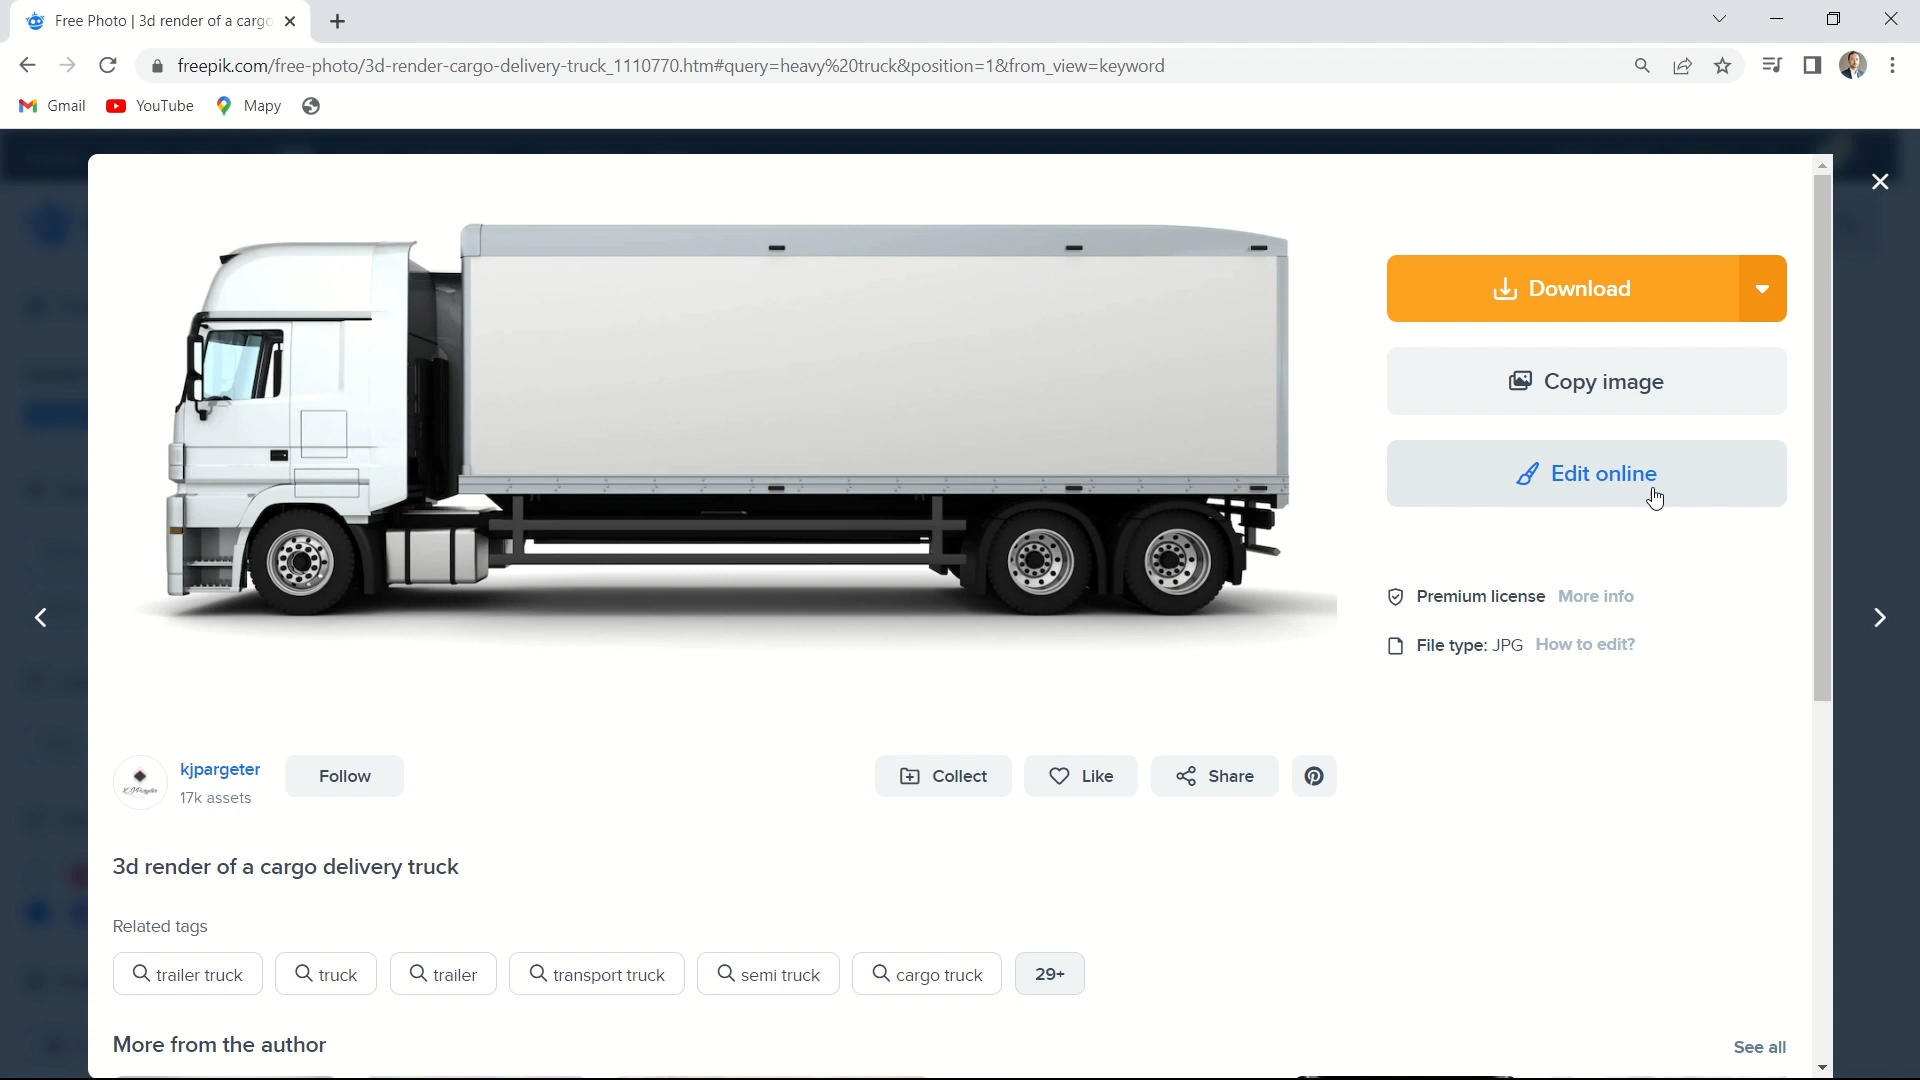 Free Photo | 3d render of a cargo
freepik.com/free-photo/3d-render-cargo-delivery-truck_1110770.htm#query=heavy%20truck&position=1&from_view=keyword
Gmail YouTube Mapy
Download
Copy image
Edit online
Premium license More info
File type: JPG How to edit?
kjpargeter
17k assets
Follow
Collect Like Share
3d render of a cargo delivery truck
Related tags
trailer truck truck trailer transport truck semi truck cargo truck 29+
More from the author See all